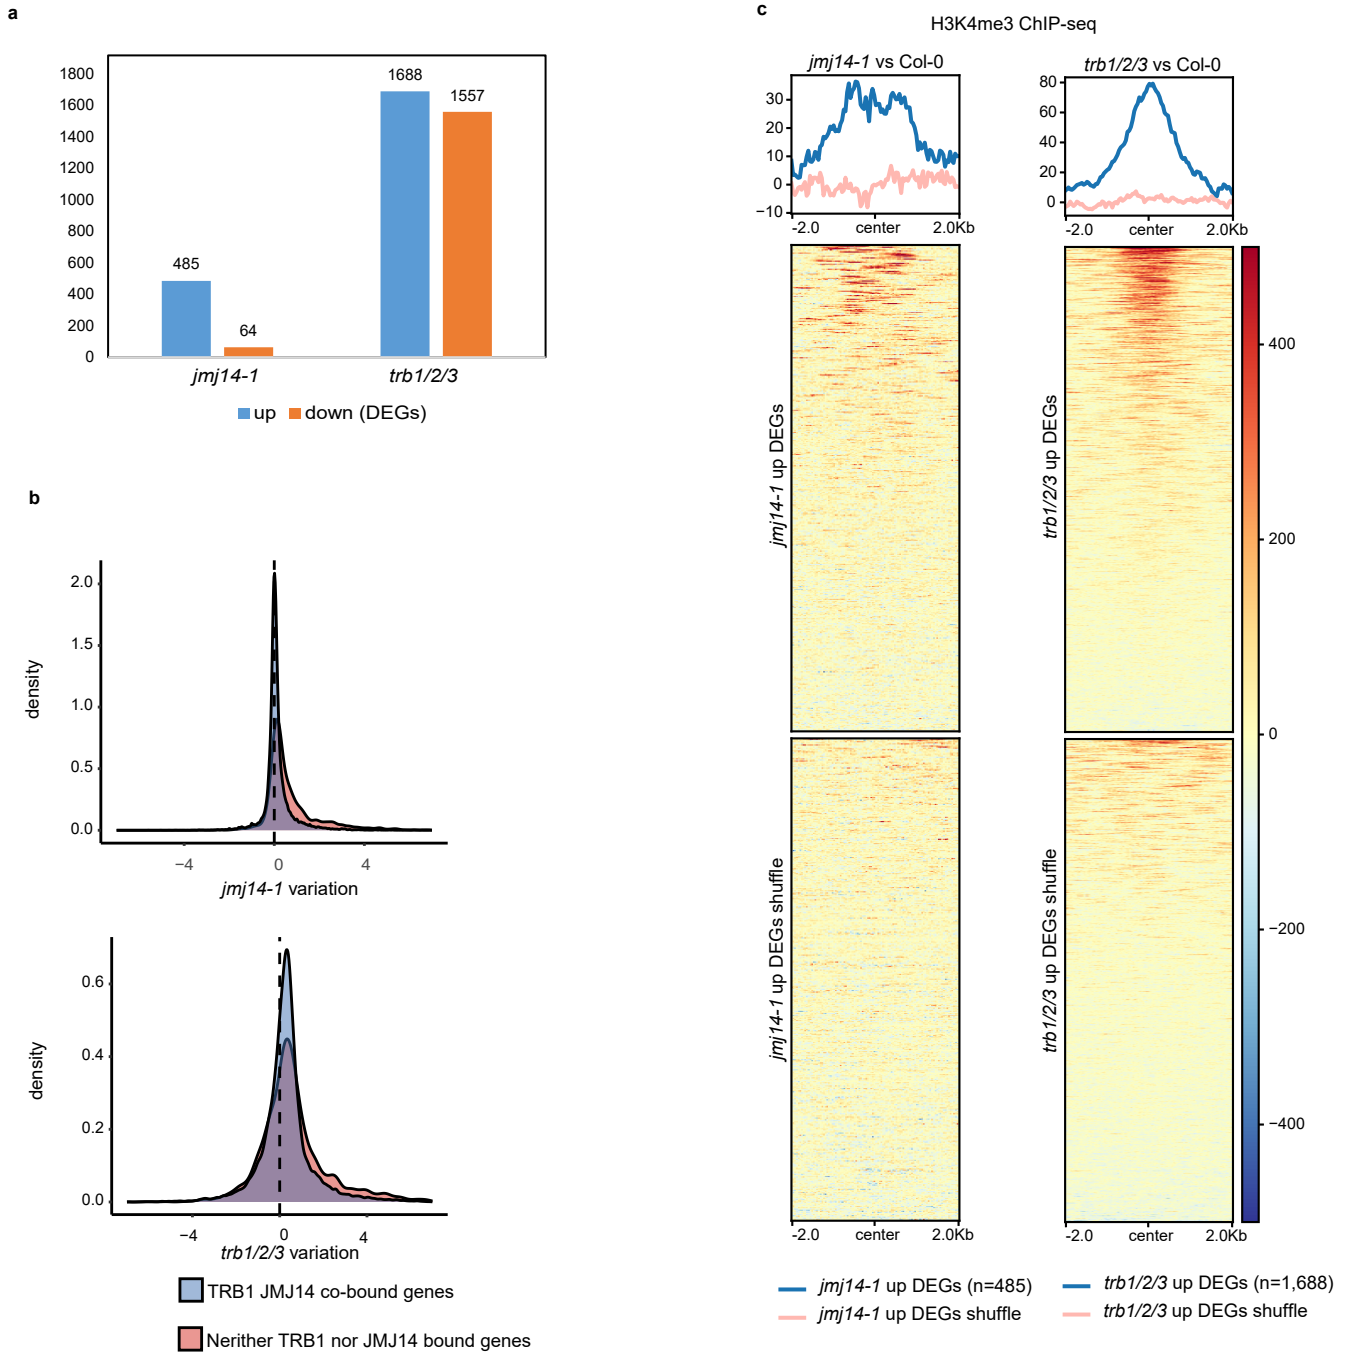 a
1800
1600
1400
1200
1000
800
600
400
200
0
485
64
1688
1557
jmj14-1
trb1/2/3
up
down (DEGs)
b
density
2.0
1.5
1.0
0.5
0.0
−4
0
4
jmj14-1 variation
density
0.6
0.4
0.2
0.0
−4
0
4
trb1/2/3 variation
TRB1 JMJ14 co-bound genes
Nerither TRB1 nor JMJ14 bound genes
c
H3K4me3 ChIP-seq
jmj14-1 vs Col-0
30
20
10
0
−10
-2.0
center
2.0Kb
trb1/2/3 vs Col-0
80
60
40
20
0
-2.0
center
2.0Kb
jmj14-1 up DEGs
trb1/2/3 up DEGs
jmj14-1 up DEGs shuffle
trb1/2/3 up DEGs shuffle
400
200
0
−200
−400
-2.0
center
2.0Kb
-2.0
center
2.0Kb
jmj14-1 up DEGs (n=485)
jmj14-1 up DEGs shuffle
trb1/2/3 up DEGs (n=1,688)
trb1/2/3 up DEGs shuffle